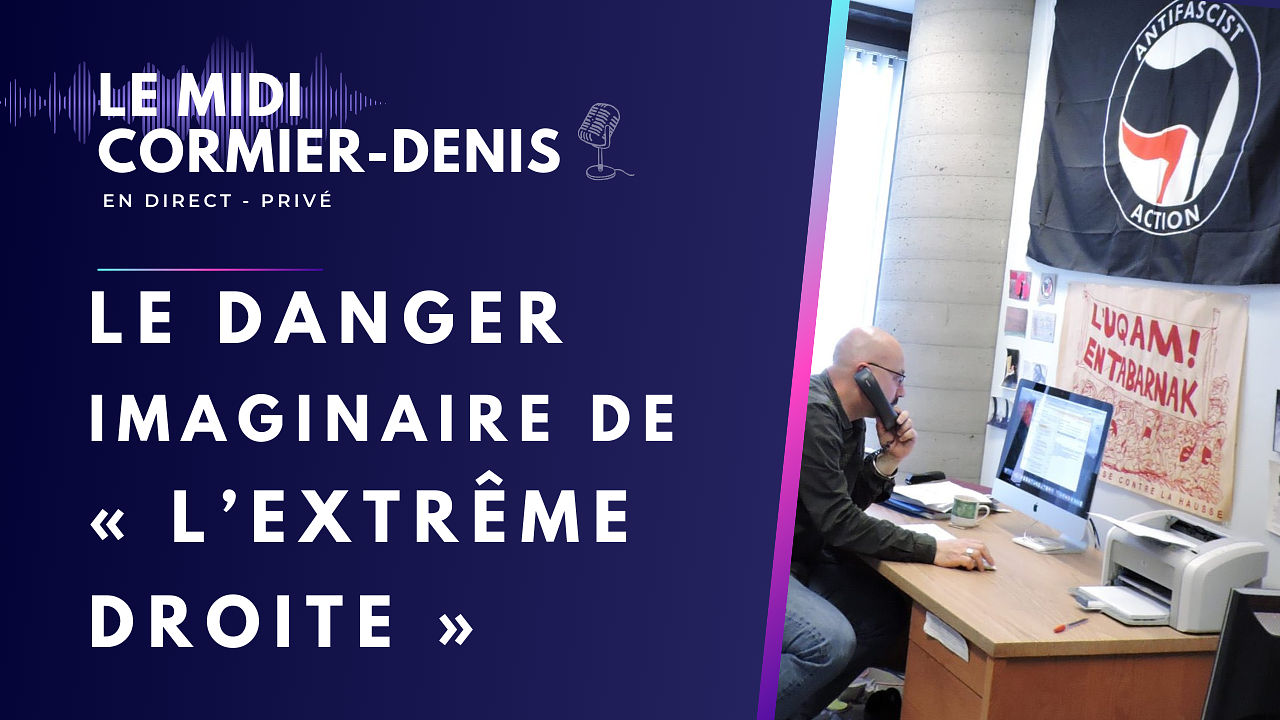 LE MIDI
CORMIER-DENIS
EN DIRECT - PRIVÉ
LE DANGER
IMAGINAIRE DE
« L’EXTRÊME
DROITE »
ANTIFASCIST
ACTION
L'UQAM!
EN TABARNAK
CONTRE LA HAUSSE